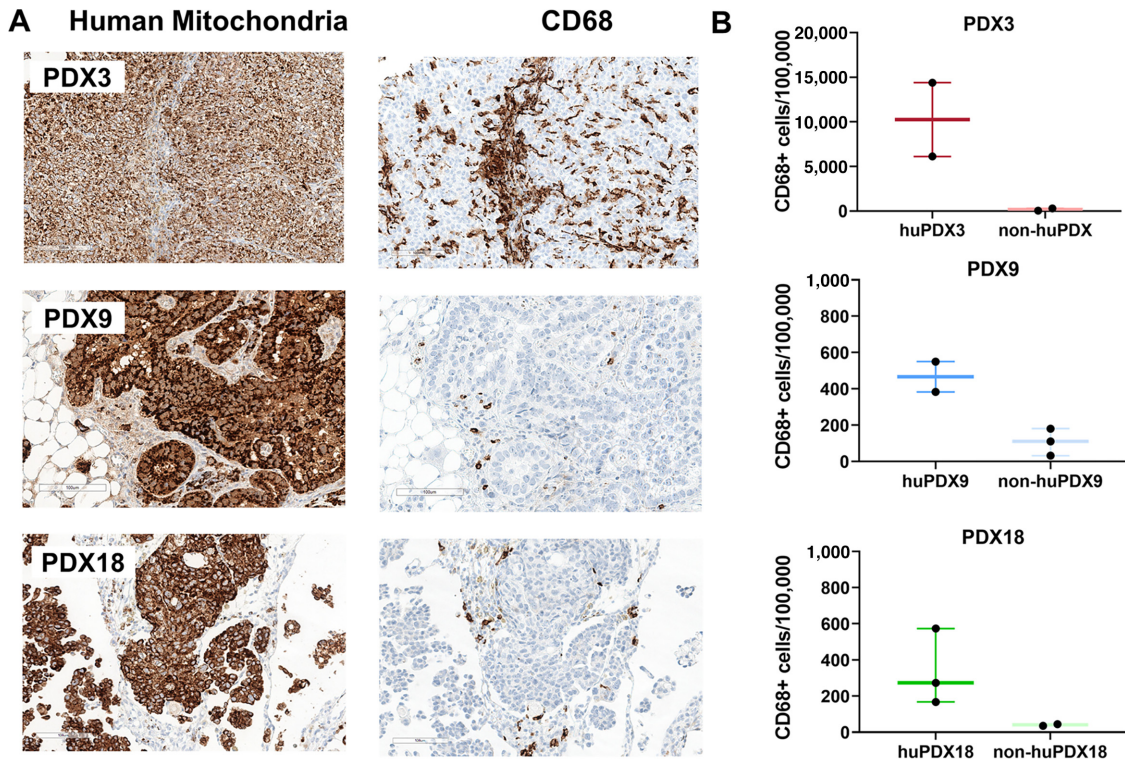 A Human Mitochondria CD68 B
PDX3
PDX9
100um
100um
PDX18
PDX3
CD68+ cells/100,000
20,000
15,000
10,000
5,000
0
huPDX3 non-huPDX
PDX9
CD68+ cells/100,000
1,000
800
600
400
200
0
huPDX9 non-huPDX9
PDX18
CD68+ cells/100,000
1,000
800
600
400
200
0
huPDX18 non-huPDX18